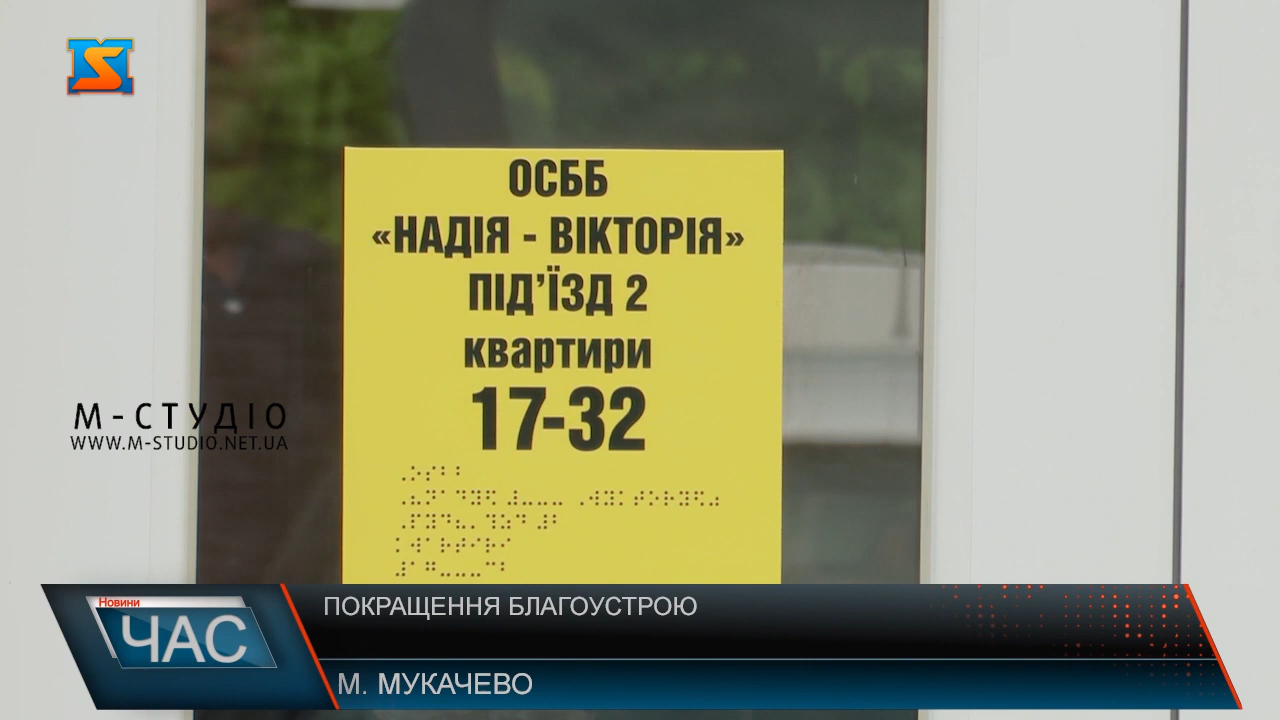 ОСББ
«НАДІЯ - ВІКТОРІЯ»
ПІД’ЇЗД 2
квартири
17-32
М-СТУДІО
WWW.M-STUDIO.NET.UA
Новини
ЧАС
ПОКРАЩЕННЯ БЛАГОУСТРОЮ
М. МУКАЧЕВО